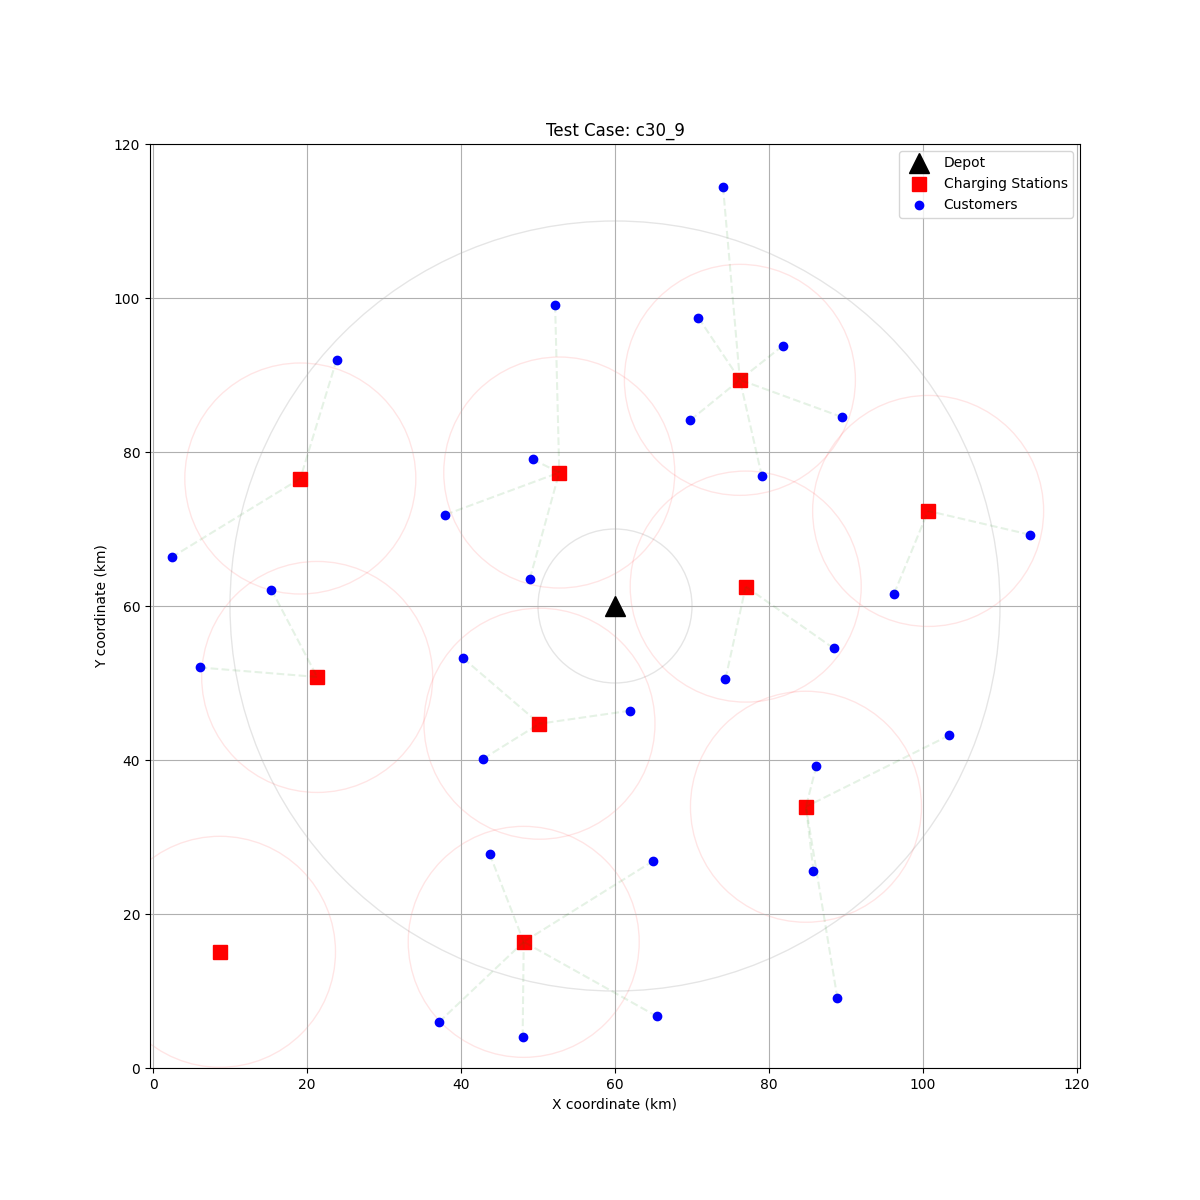 Test Case: c30_9
Depot
Charging Stations
Customers
120
100
80
60
40
20
0
Y coordinate (km)
0 20 40 60 80 100 120
X coordinate (km)